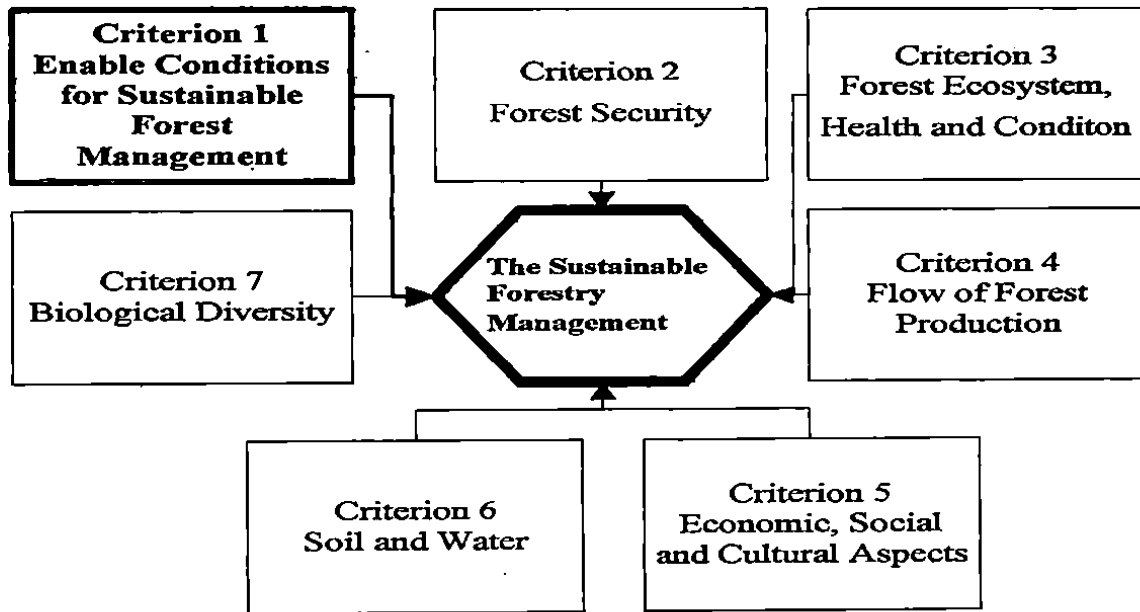 Criterion 1
Enable Conditions
for Sustainable
Forest
Management
Criterion 2
Forest Security
Criterion 3
Forest Ecosystem,
Health and Conditon
Criterion 7
Biological Diversity
The Sustainable
Forestry
Management
Criterion 4
Flow of Forest
Production
Criterion 6
Soil and Water
Criterion 5
Economic, Social
and Cultural Aspects